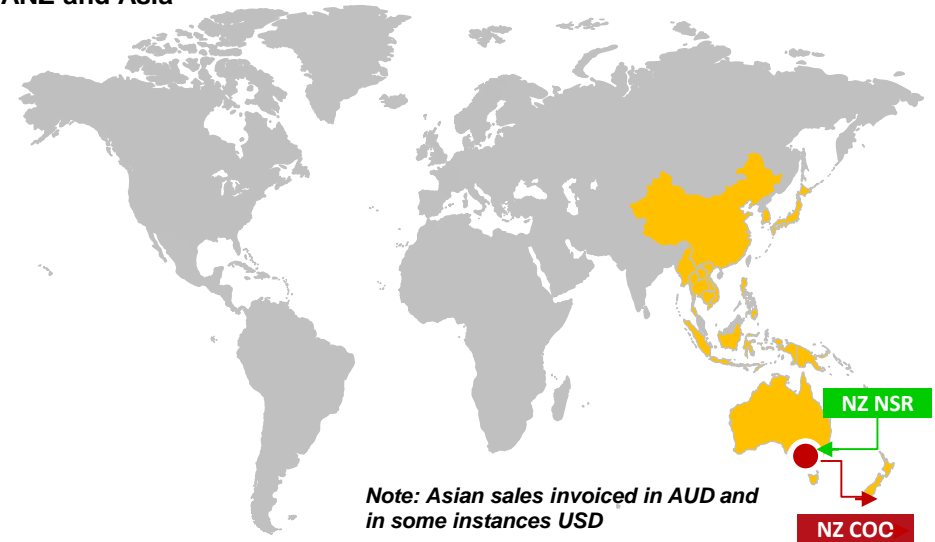 ANZ and Asia
NZ NSR
Note: Asian sales invoiced in AUD and
in some instances USD
NZ COC